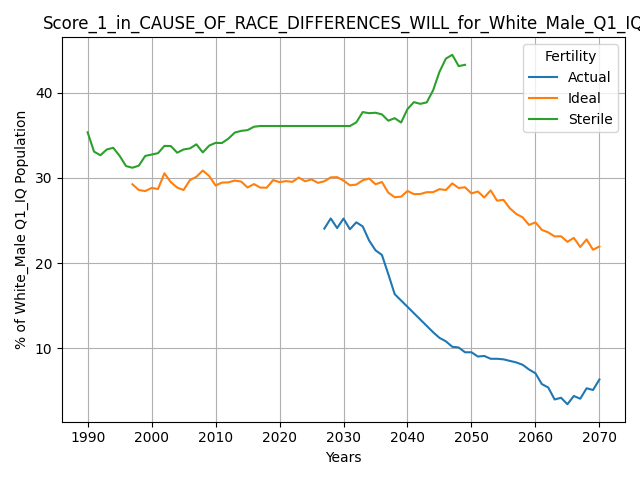 Score_1_in_CAUSE_OF_RACE_DIFFERENCES_WILL_for_White_Male_Q1_IQ
Fertility
Actual
Ideal
Sterile
% of White_Male Q1_IQ Population
40
30
20
10
1990 2000 2010 2020 2030 2040 2050 2060 2070
Years